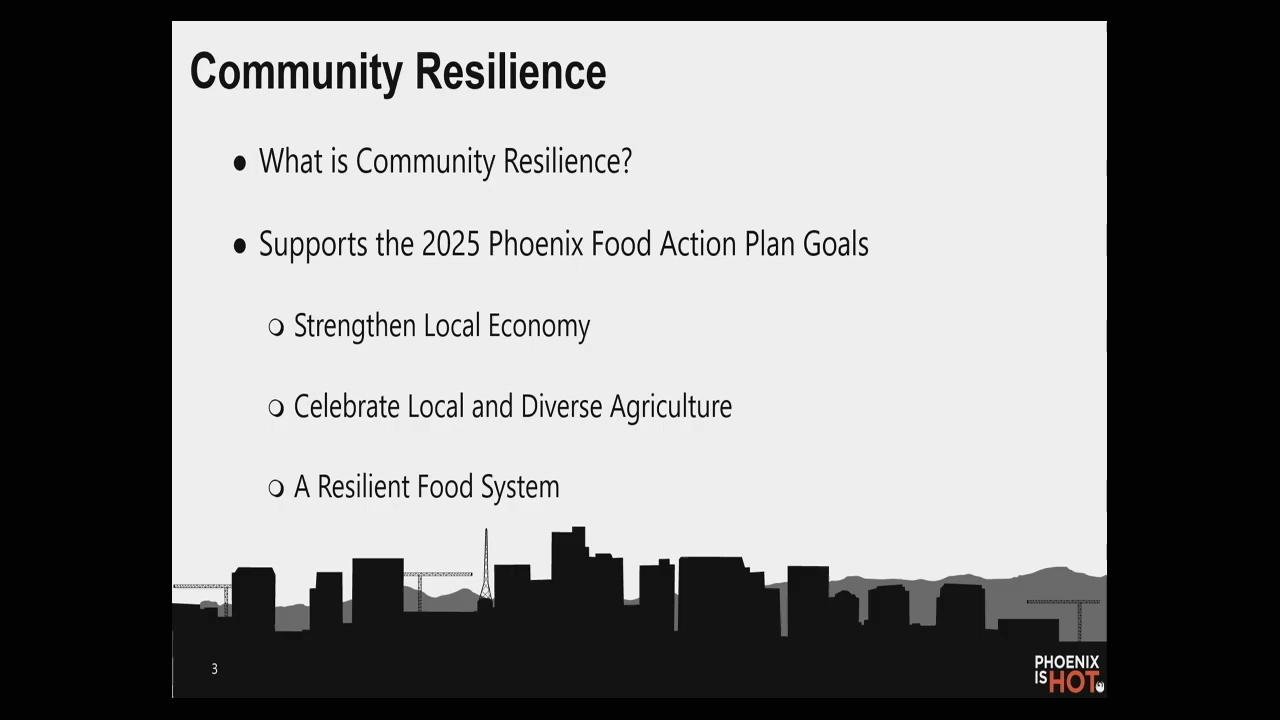 Community Resilience
● What is Community Resilience?
● Supports the 2025 Phoenix Food Action Plan Goals
○ Strengthen Local Economy
○ Celebrate Local and Diverse Agriculture
○ A Resilient Food System
3
PHOENIX
IS HOT